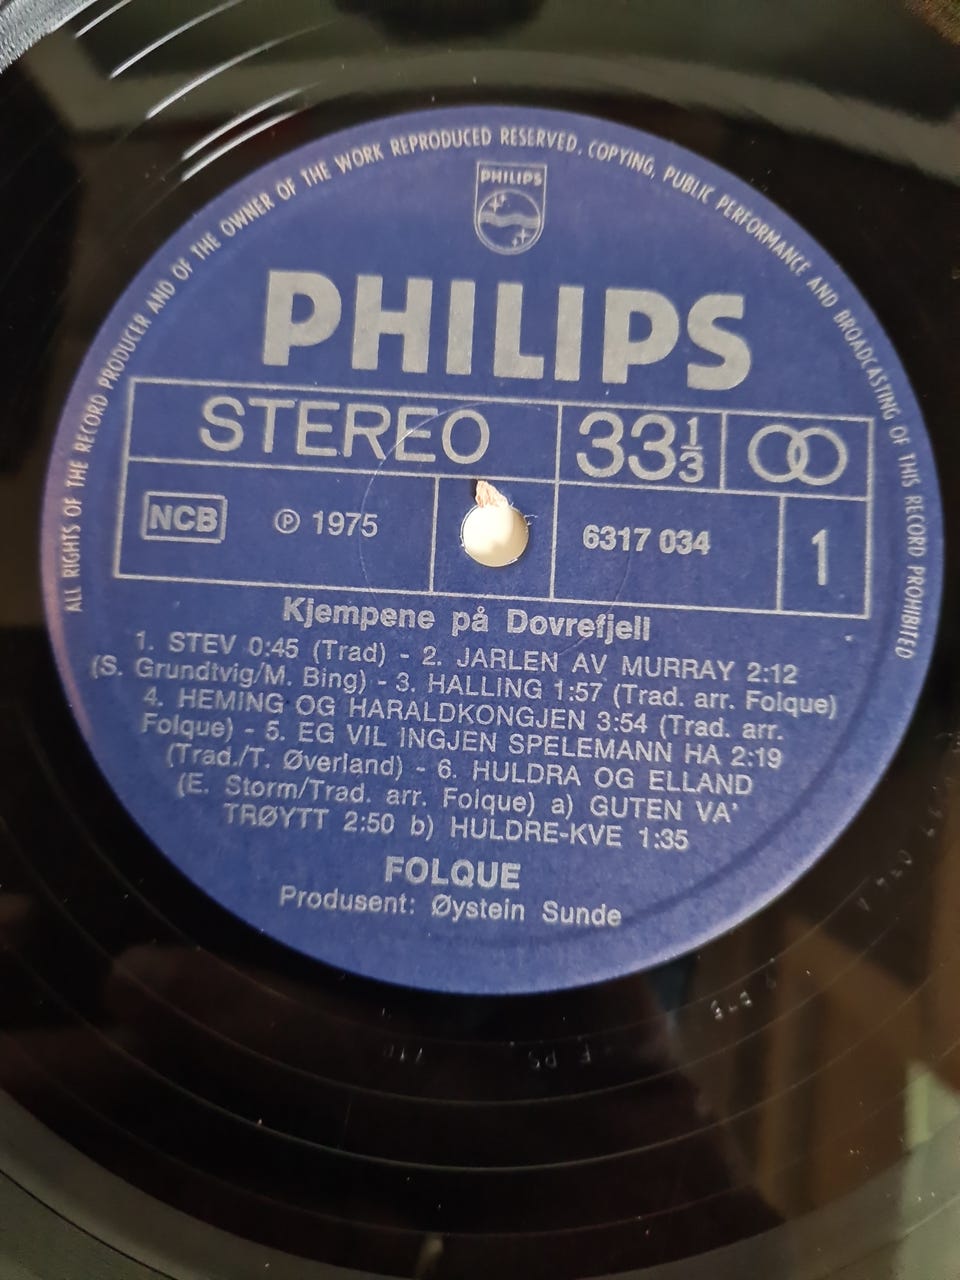 ALL RIGHTS OF THE RECORD PRODUCER AND OF THE OWNER OF THE WORK REPRODUCED RESERVED. COPYING, PUBLIC PERFORMANCE AND BROADCASTING OF THIS RECORD PROHIBITED
PHILIPS
PHILIPS
STEREO 33 1/3
NCB ℗ 1975 6317 034 1
Kjempene på Dovrefjell
1. STEV 0:45 (Trad) - 2. JARLEN AV MURRAY 2:12
(S. Grundtvig/M. Bing) - 3. HALLING 1:57 (Trad. arr. Folque)
4. HEMING OG HARALDKONGJEN 3:54 (Trad. arr.
Folque) - 5. EG VIL INGJEN SPELEMANN HA 2:19
(Trad./T. Øverland) - 6. HULDRA OG ELLAND
(E. Storm/Trad. arr. Folque) a) GUTEN VA'
TRØYTT 2:50 b) HULDRE-KVE 1:35
FOLQUE
Produsent: Øystein Sunde